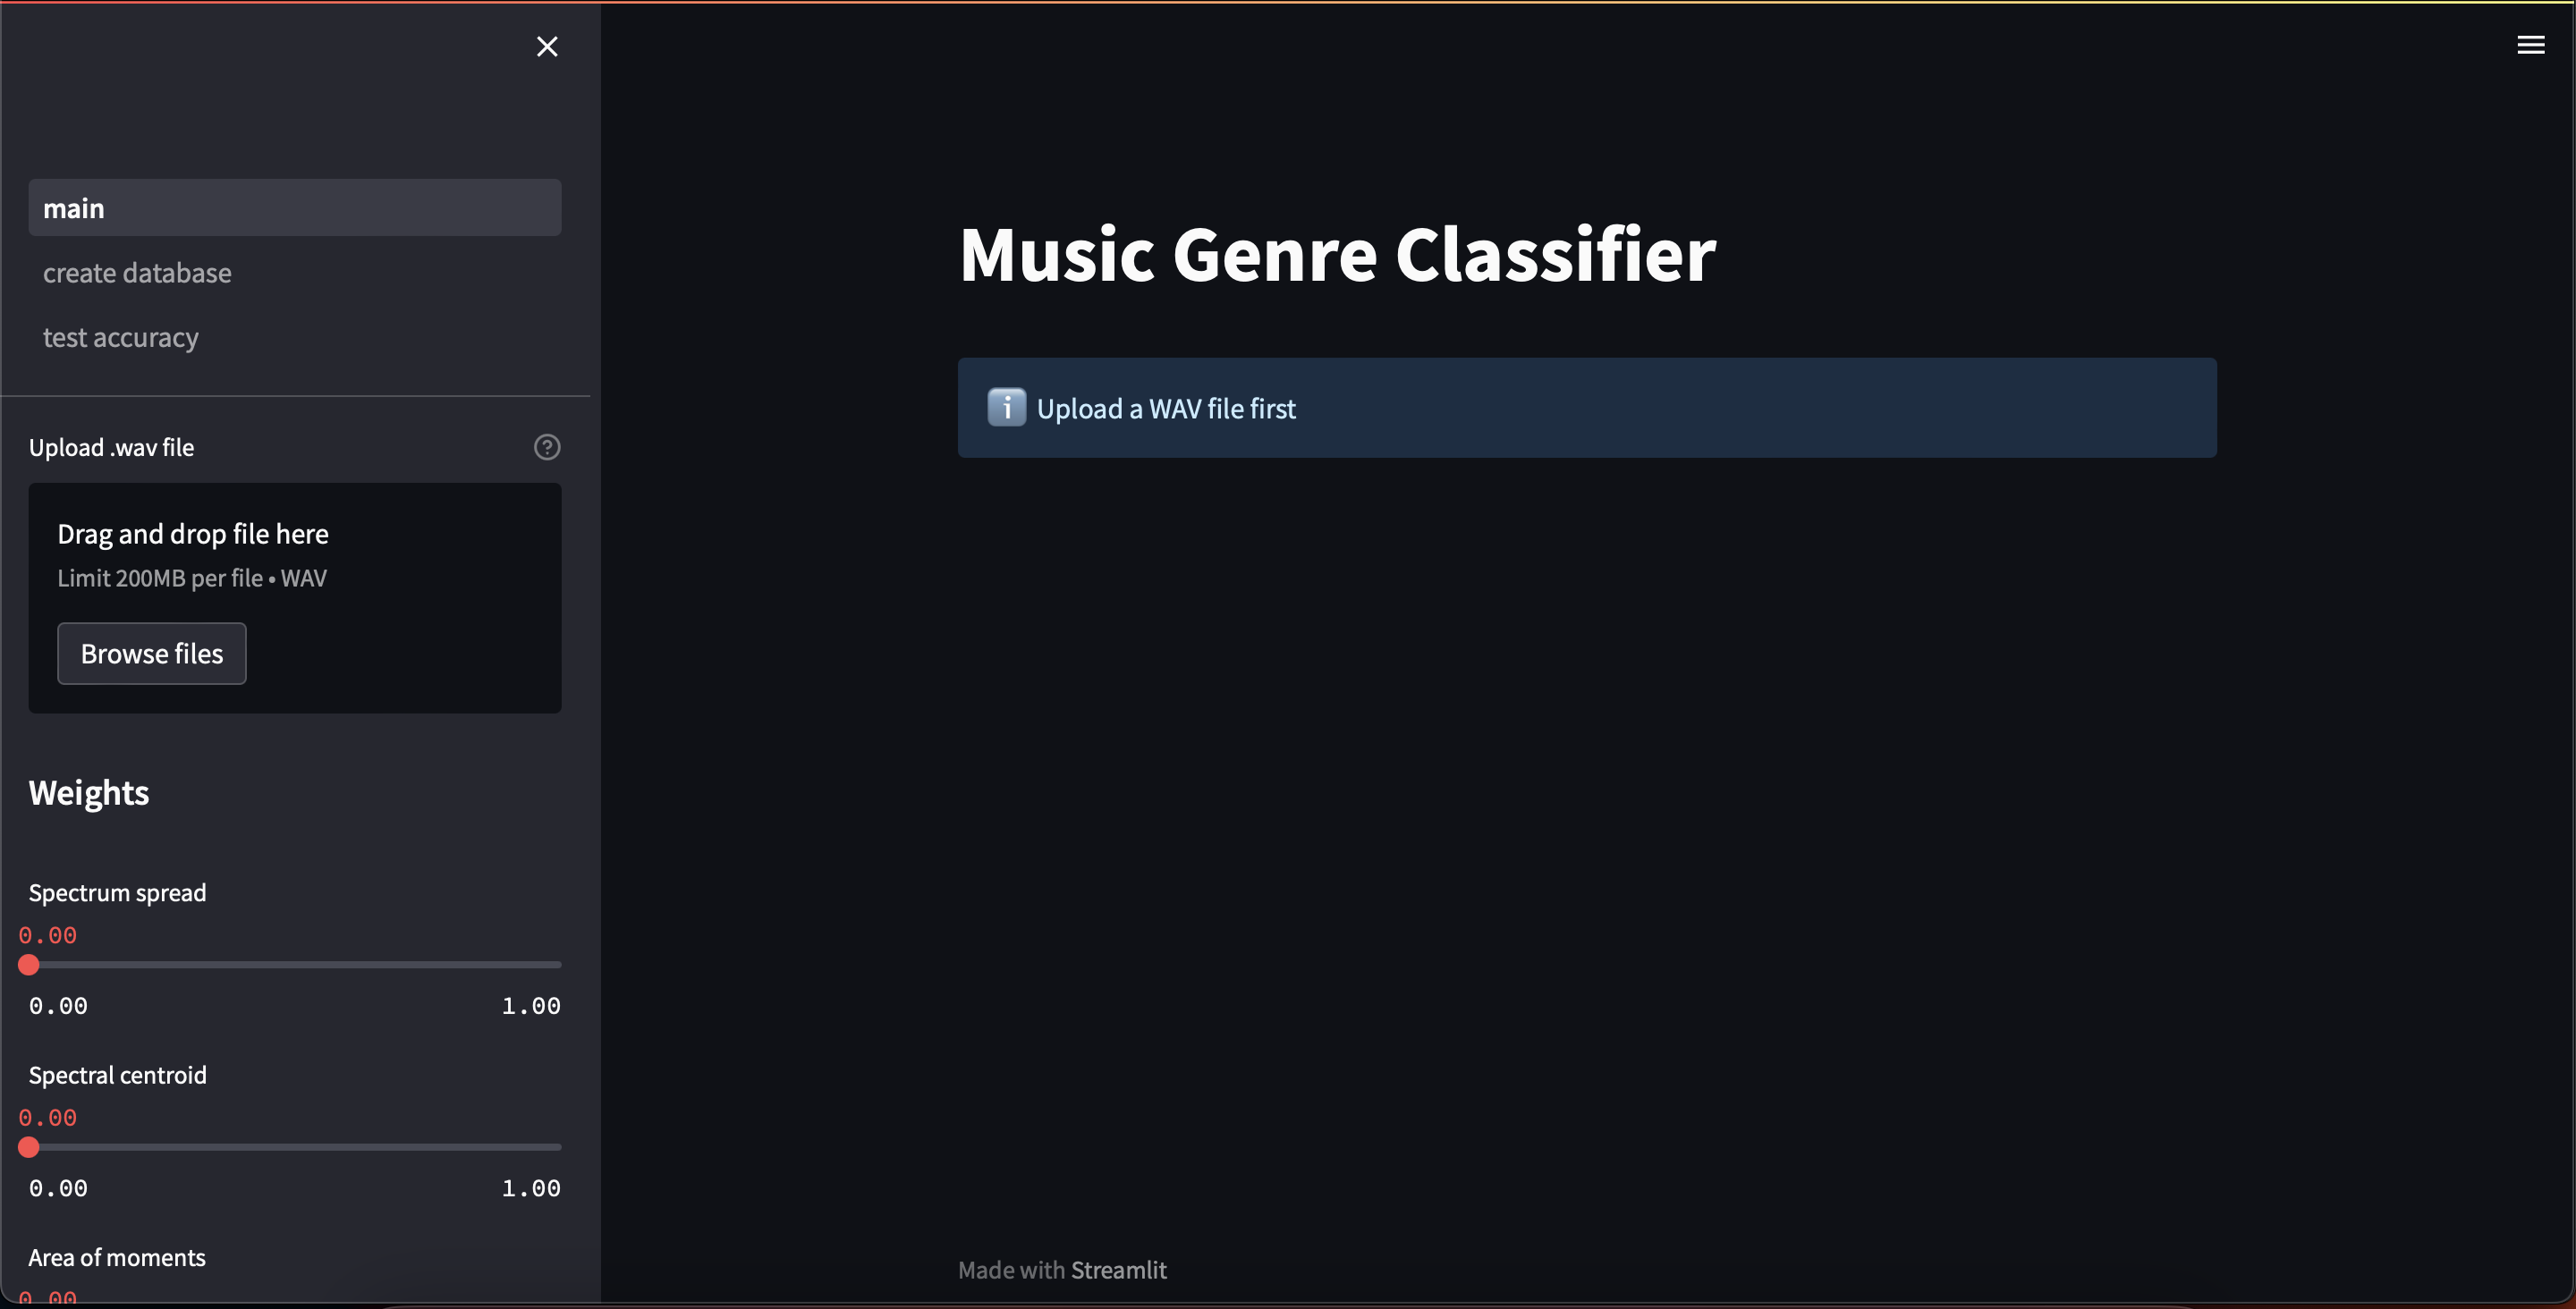 main
create database
test accuracy
Upload .wav file
Drag and drop file here
Limit 200MB per file • WAV
Browse files
Weights
Spectrum spread
0.00
0.00 1.00
Spectral centroid
0.00
0.00 1.00
Area of moments
0.00
Music Genre Classifier
ℹ️ Upload a WAV file first
Made with Streamlit